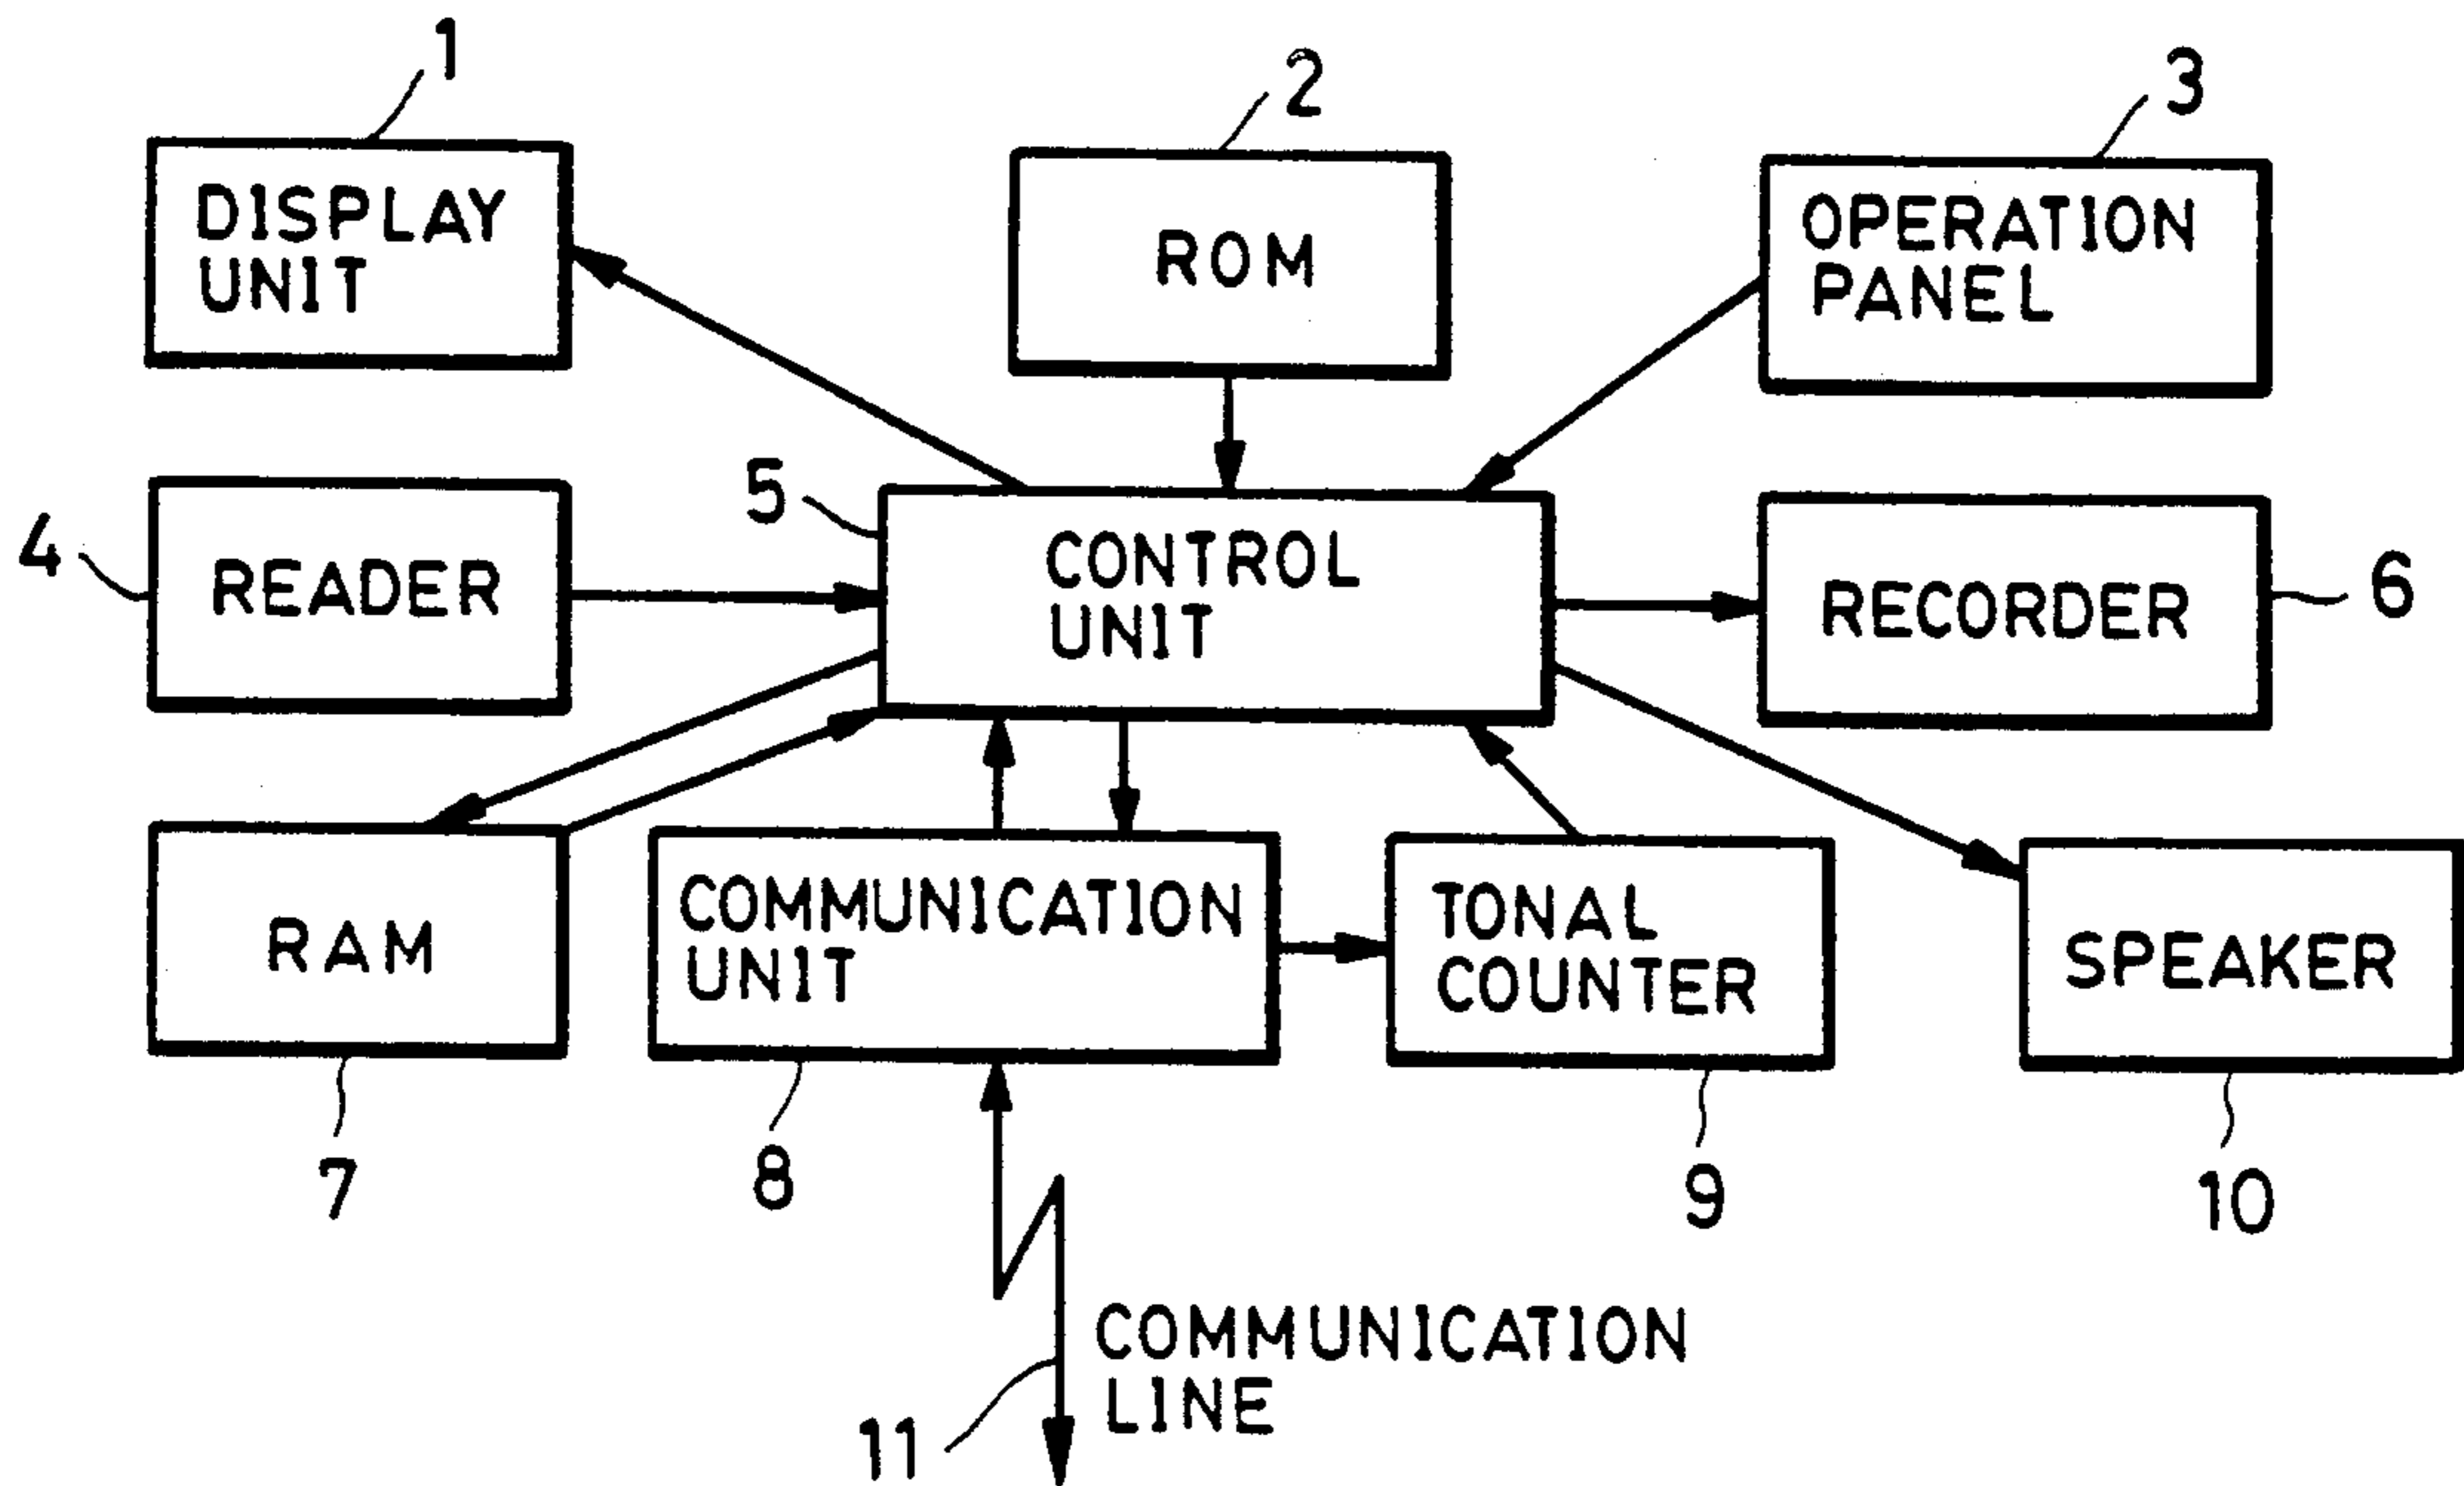 1
2
3
DISPLAY
UNIT
ROM
OPERATION
PANEL
4
READER
5
CONTROL
UNIT
RECORDER
6
RAM
COMMUNICATION
UNIT
TONAL
COUNTER
SPEAKER
7
8
9
10
11
COMMUNICATION
LINE